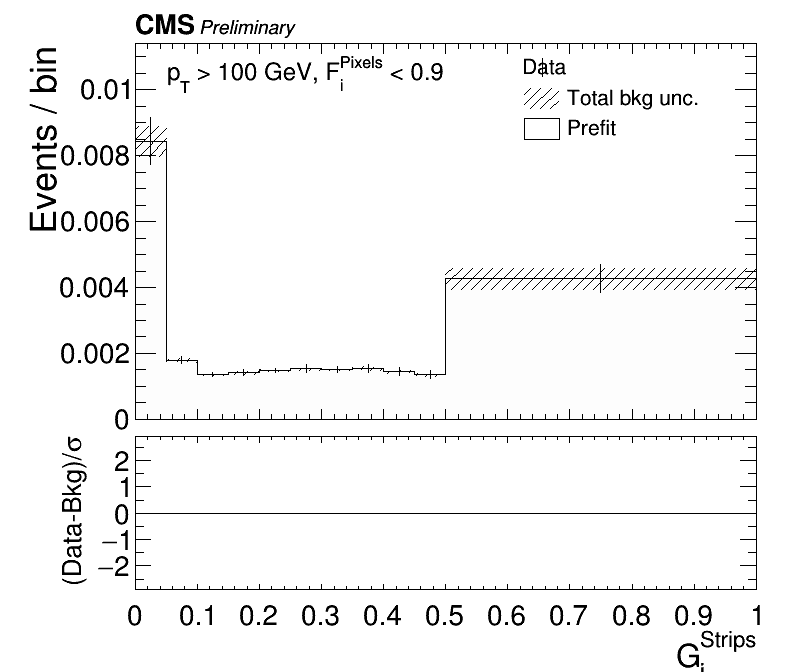 CMS Preliminary
p_T > 100 GeV, F_i^Pixels < 0.9
Data
Total bkg unc.
Prefit
Events / bin
0.01
0.008
0.006
0.004
0.002
0
(Data-Bkg)/σ
2
1
0
−1
−2
0 0.1 0.2 0.3 0.4 0.5 0.6 0.7 0.8 0.9 1
G_i^Strips